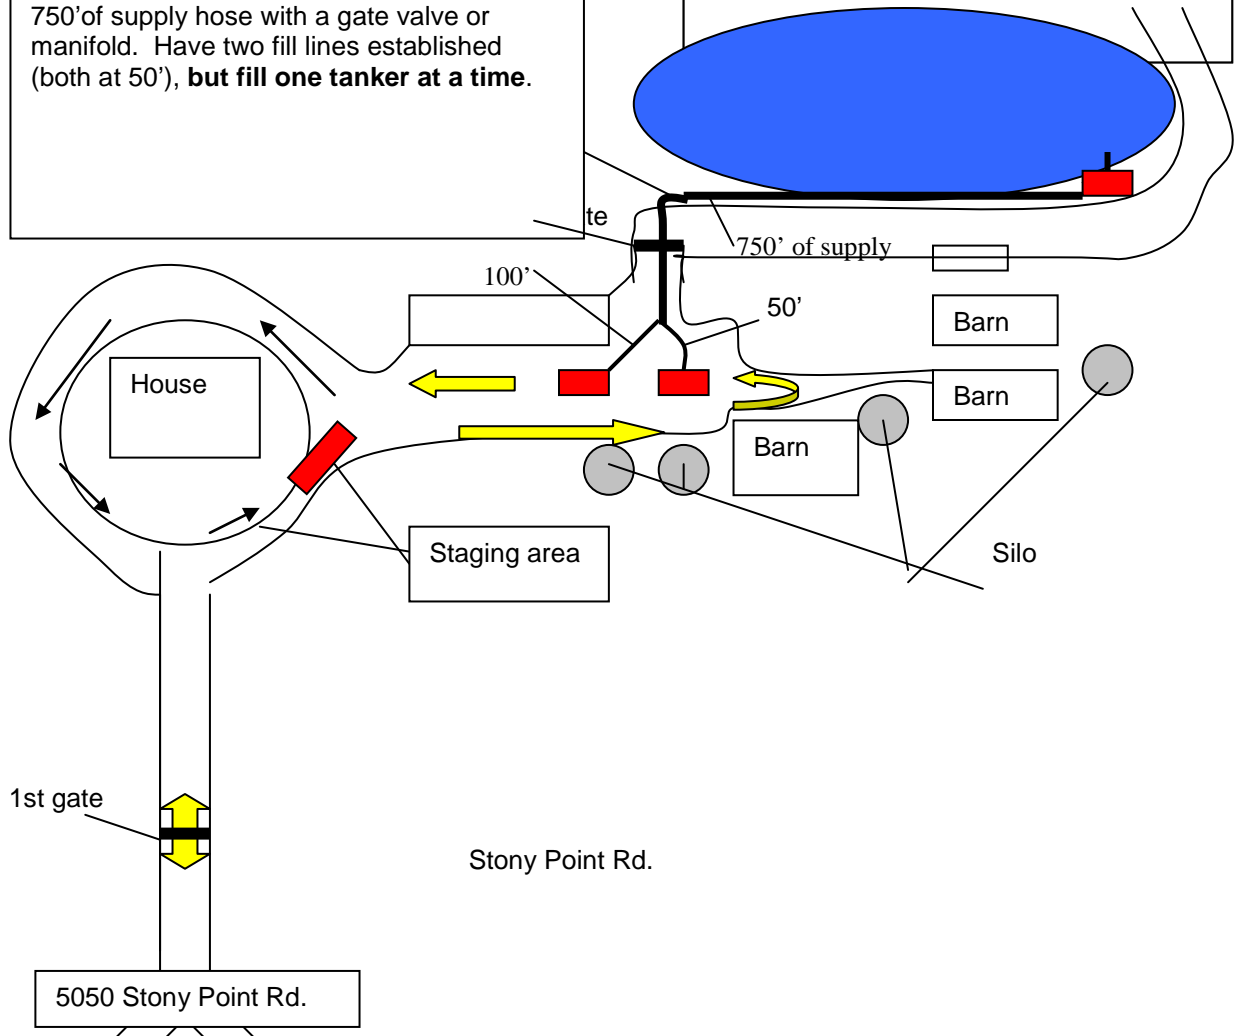 750’of supply hose with a gate valve or
manifold. Have two fill lines established
(both at 50’), but fill one tanker at a time.
te
750’ of supply
100’
50’
Barn
House
Barn
Barn
Staging area
Silo
1st gate
Stony Point Rd.
5050 Stony Point Rd.